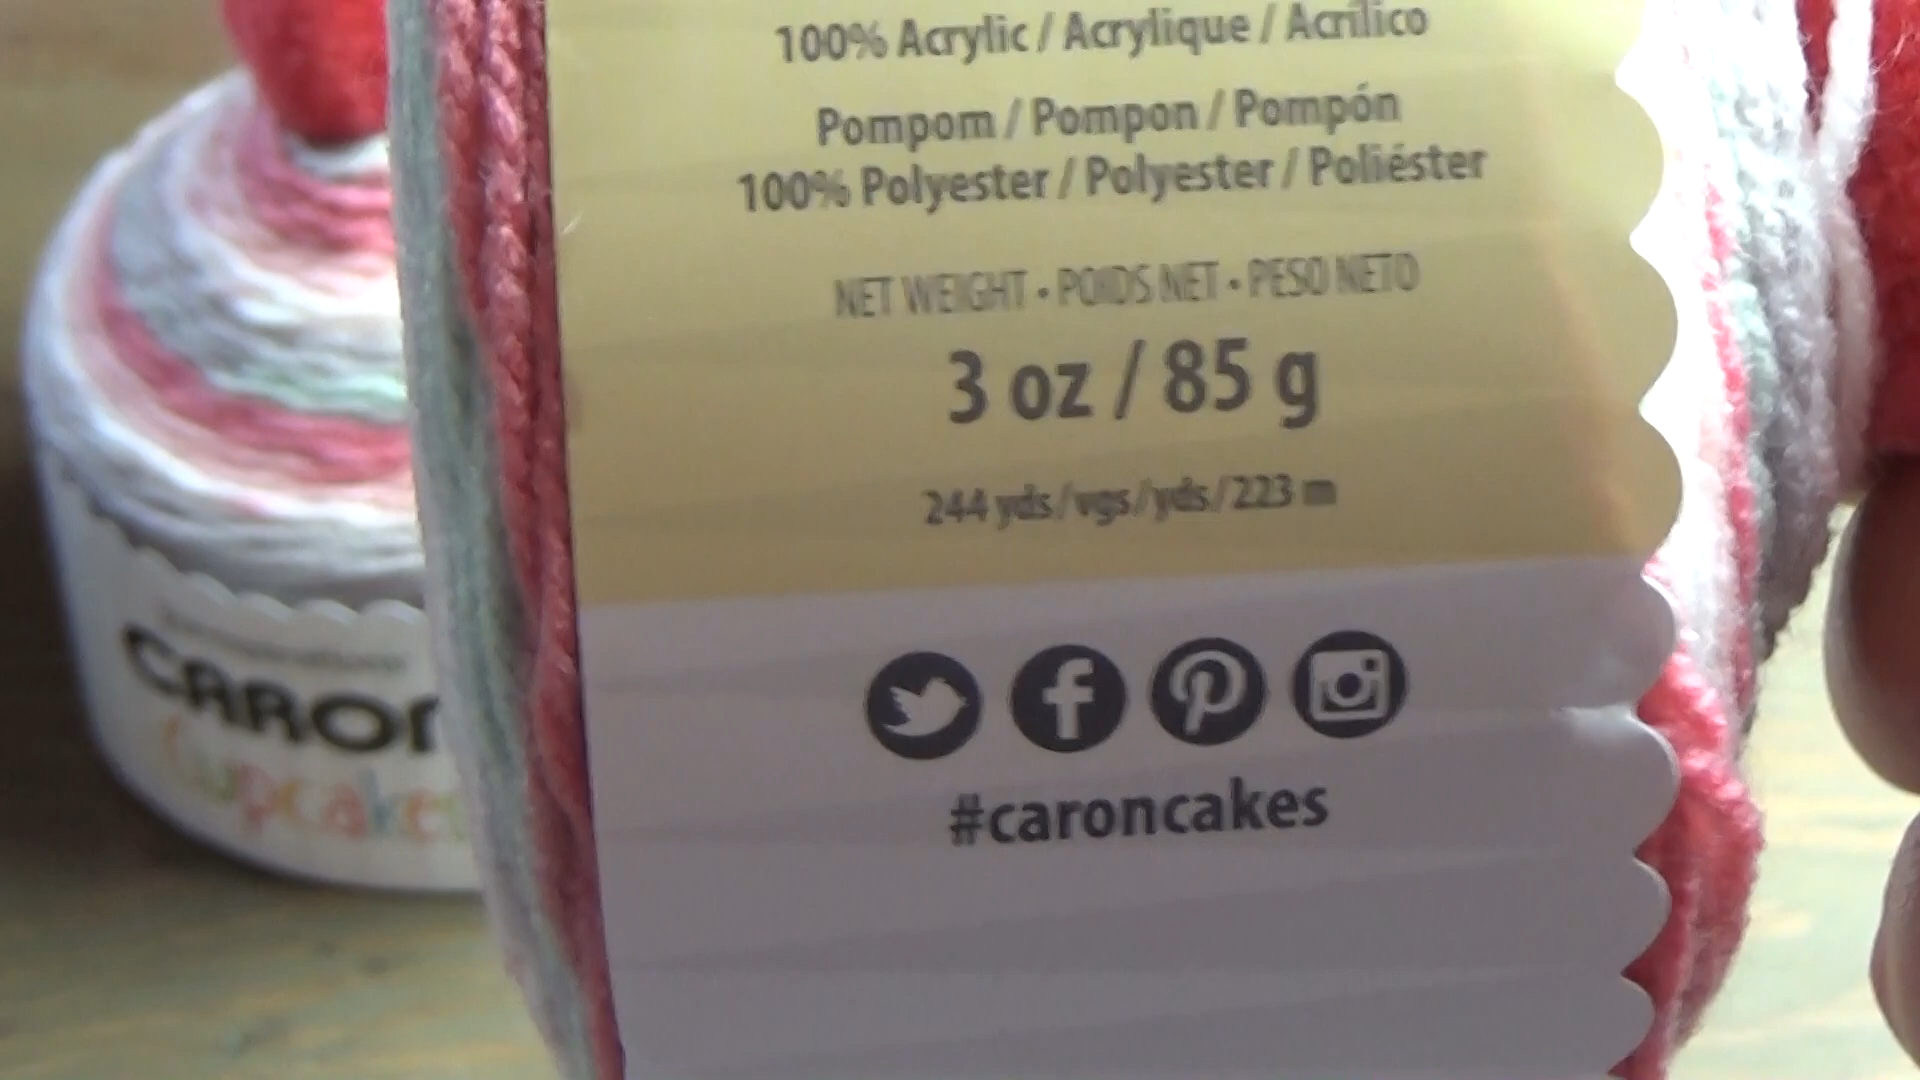 100% Acrylic / Acrylique / Acrílico
Pompom / Pompon / Pompón
100% Polyester / Polyester / Poliéster
NET WEIGHT • POIDS NET • PESO NETO
3 oz / 85 g
244 yds/vgs/yds/223 m
#caroncakes
CARON
Cupcakes